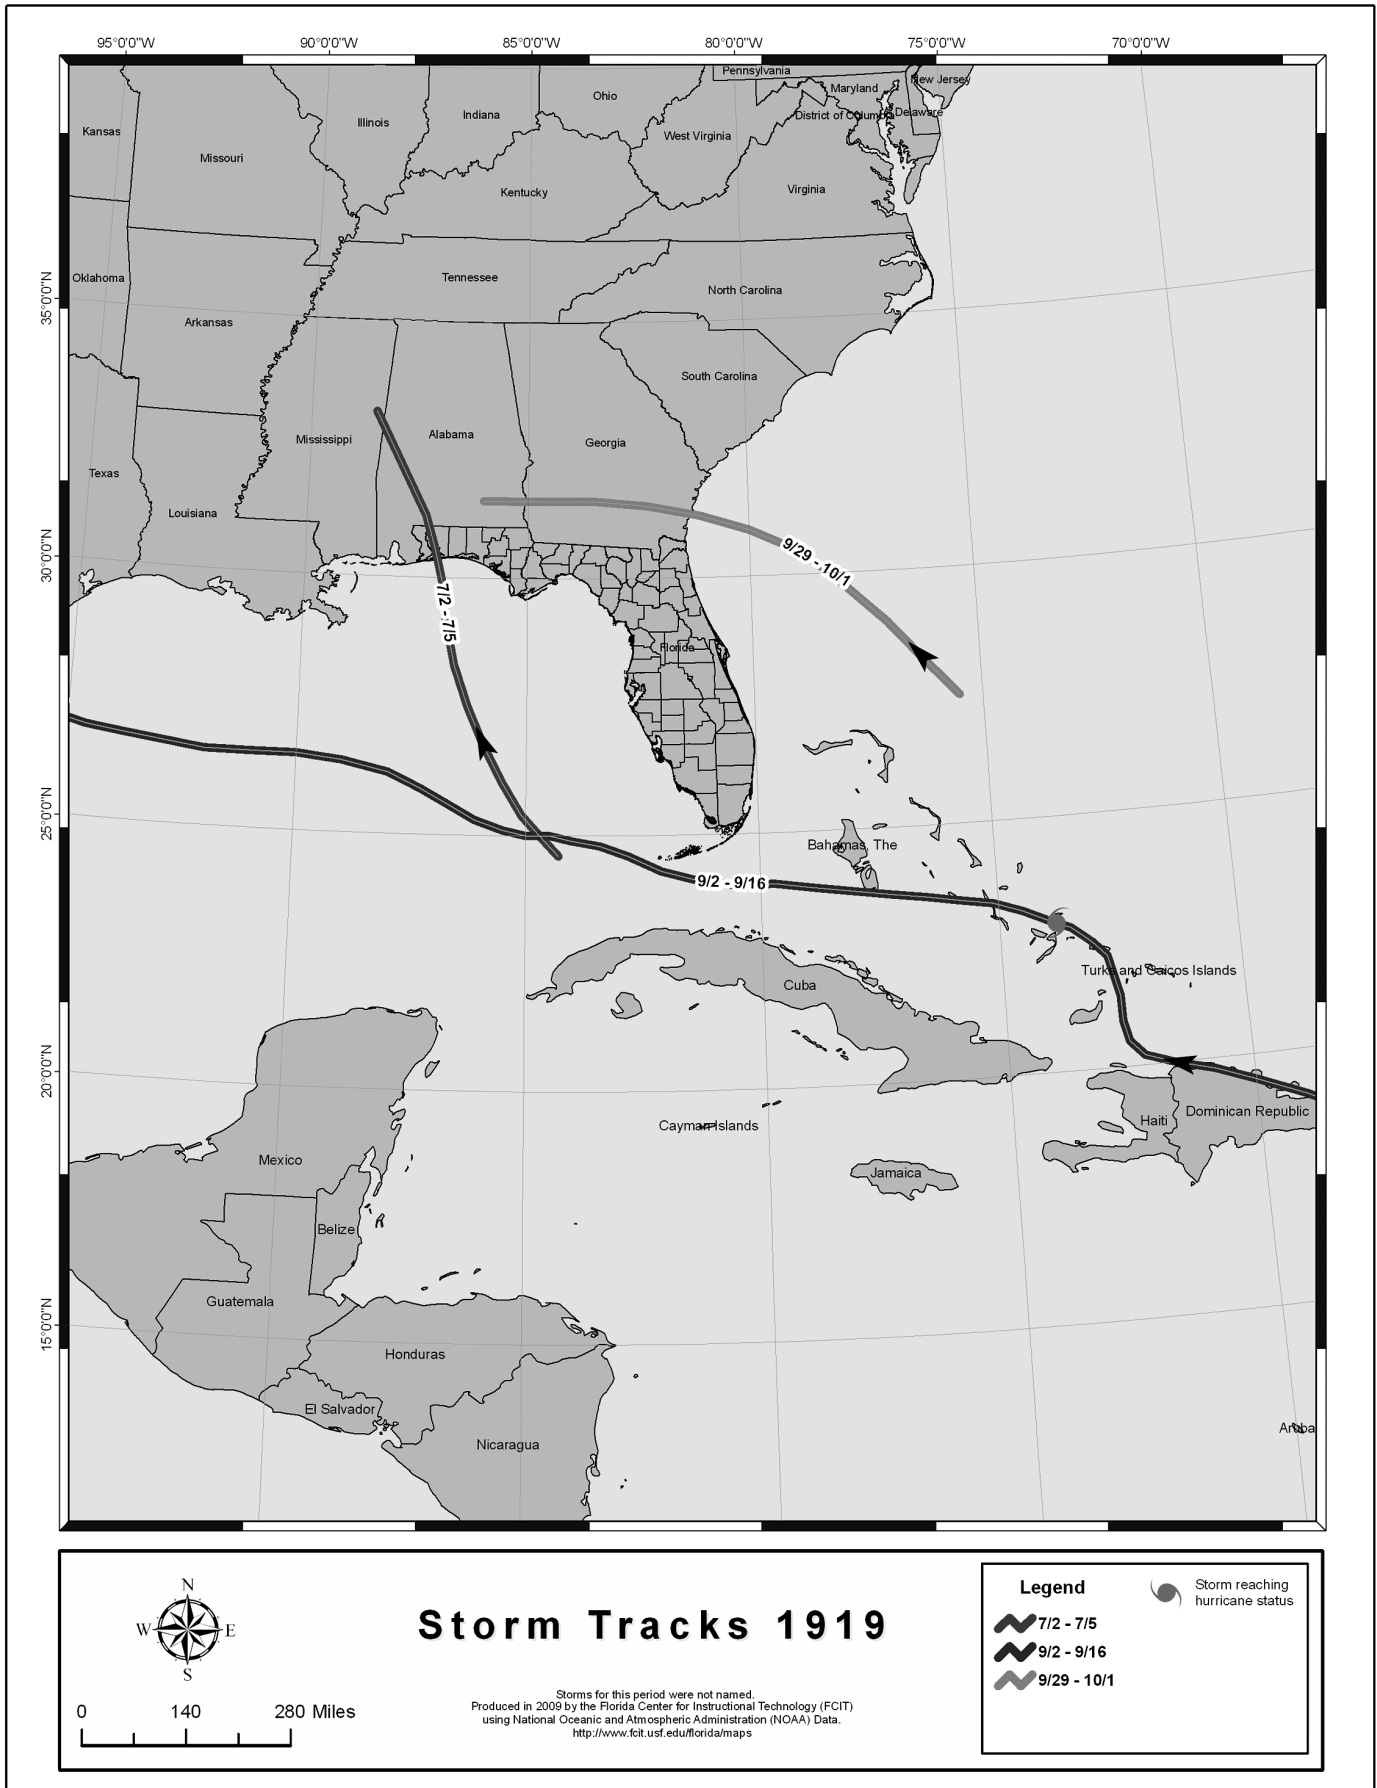 95°0'0"W
90°0'0"W
85°0'0"W
80°0'0"W
75°0'0"W
70°0'0"W
Pennsylvania
New Jersey
Ohio
Maryland
Indiana
Illinois
District of Columbia
Delaware
Kansas
West Virginia
Missouri
Kentucky
Virginia
Oklahoma
Tennessee
North Carolina
35°0'0"N
Arkansas
South Carolina
Mississippi
Alabama
Georgia
Texas
Louisiana
30°0'0"N
9/29 - 10/1
7/2 - 7/5
Florida
25°0'0"N
Bahamas, The
9/2 - 9/16
Turks and Caicos Islands
Cuba
20°0'0"N
Dominican Republic
Haiti
Cayman Islands
Mexico
Jamaica
Belize
Guatemala
15°0'0"N
Honduras
El Salvador
Aruba
Nicaragua
N
W
E
S
0 140 280 Miles
Storm Tracks 1919
Storms for this period were not named.
Produced in 2009 by the Florida Center for Instructional Technology (FCIT)
using National Oceanic and Atmospheric Administration (NOAA) Data.
http://www.fcit.usf.edu/florida/maps
Legend
7/2 - 7/5
9/2 - 9/16
9/29 - 10/1
Storm reaching
hurricane status